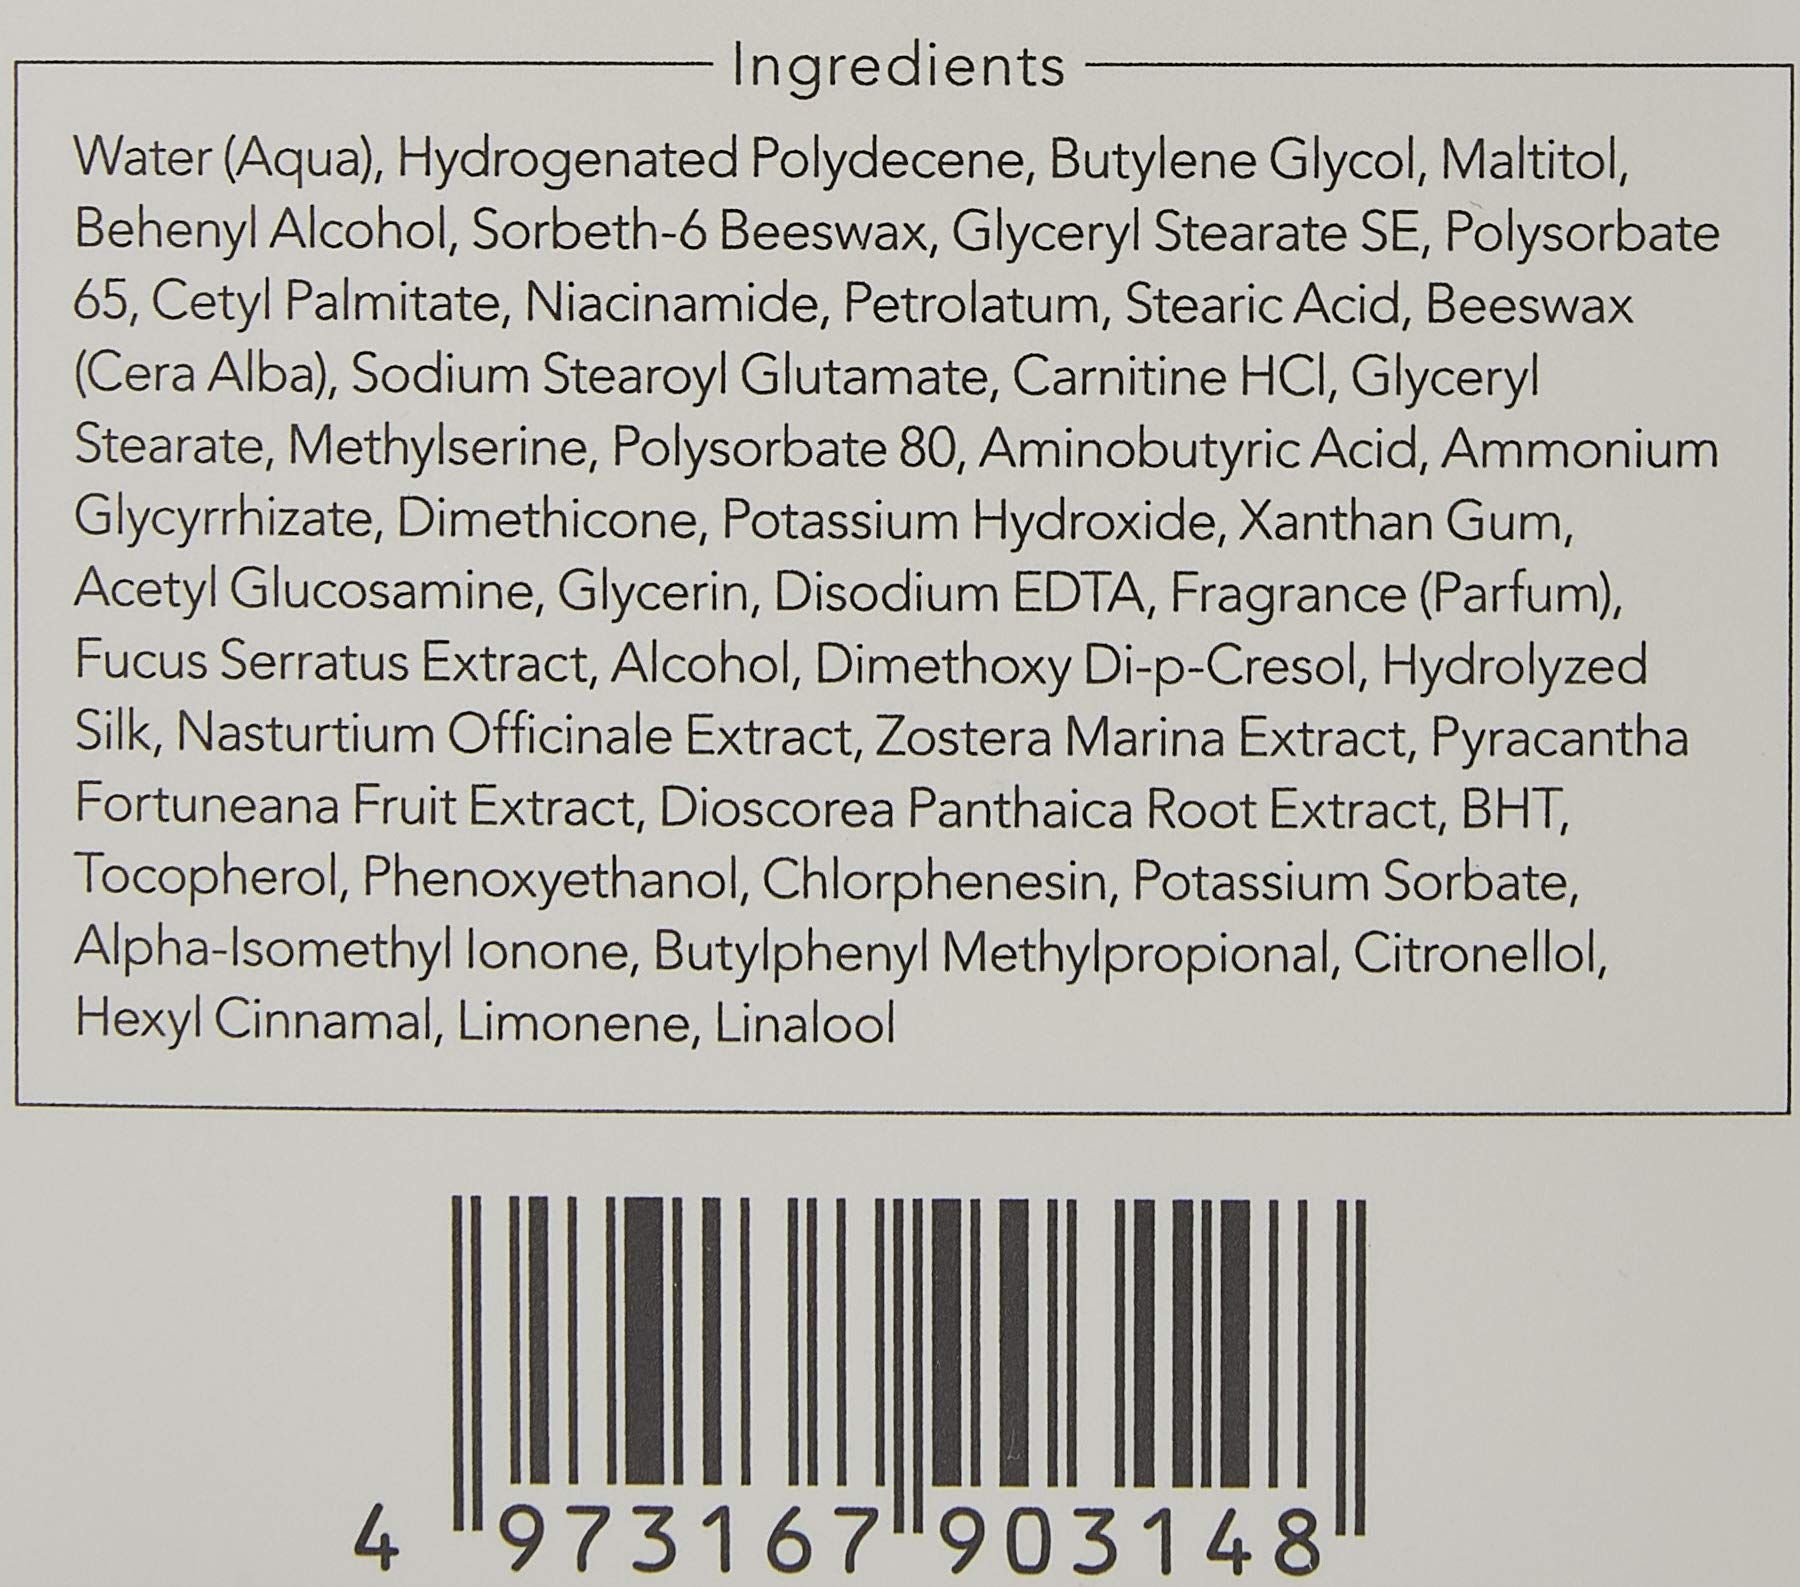 Ingredients
Water (Aqua), Hydrogenated Polydecene, Butylene Glycol, Maltitol,
Behenyl Alcohol, Sorbeth-6 Beeswax, Glyceryl Stearate SE, Polysorbate
65, Cetyl Palmitate, Niacinamide, Petrolatum, Stearic Acid, Beeswax
(Cera Alba), Sodium Stearoyl Glutamate, Carnitine HCl, Glyceryl
Stearate, Methylserine, Polysorbate 80, Aminobutyric Acid, Ammonium
Glycyrrhizate, Dimethicone, Potassium Hydroxide, Xanthan Gum,
Acetyl Glucosamine, Glycerin, Disodium EDTA, Fragrance (Parfum),
Fucus Serratus Extract, Alcohol, Dimethoxy Di-p-Cresol, Hydrolyzed
Silk, Nasturtium Officinale Extract, Zostera Marina Extract, Pyracantha
Fortuneana Fruit Extract, Dioscorea Panthaica Root Extract, BHT,
Tocopherol, Phenoxyethanol, Chlorphenesin, Potassium Sorbate,
Alpha-Isomethyl Ionone, Butylphenyl Methylpropional, Citronellol,
Hexyl Cinnamal, Limonene, Linalool
4 973167 903148